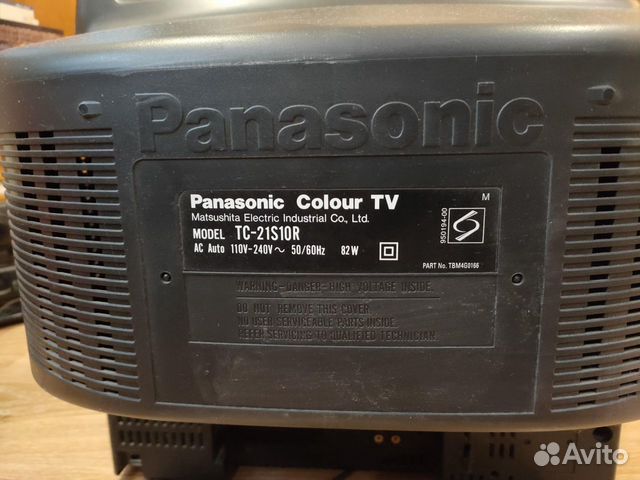 Panasonic
Panasonic Colour TV
M
Matsushita Electric Industrial Co., Ltd.
MODEL TC-21S10R
AC Auto 110V-240V～ 50/60Hz 82W
950194-00
S
PART No. TBM4G0166
WARNING-DANGER-HIGH VOLTAGE INSIDE.
DO NOT REMOVE THIS COVER.
NO USER SERVICEABLE PARTS INSIDE.
REFER SERVICING TO QUALIFIED TECHNICIAN.
Avito